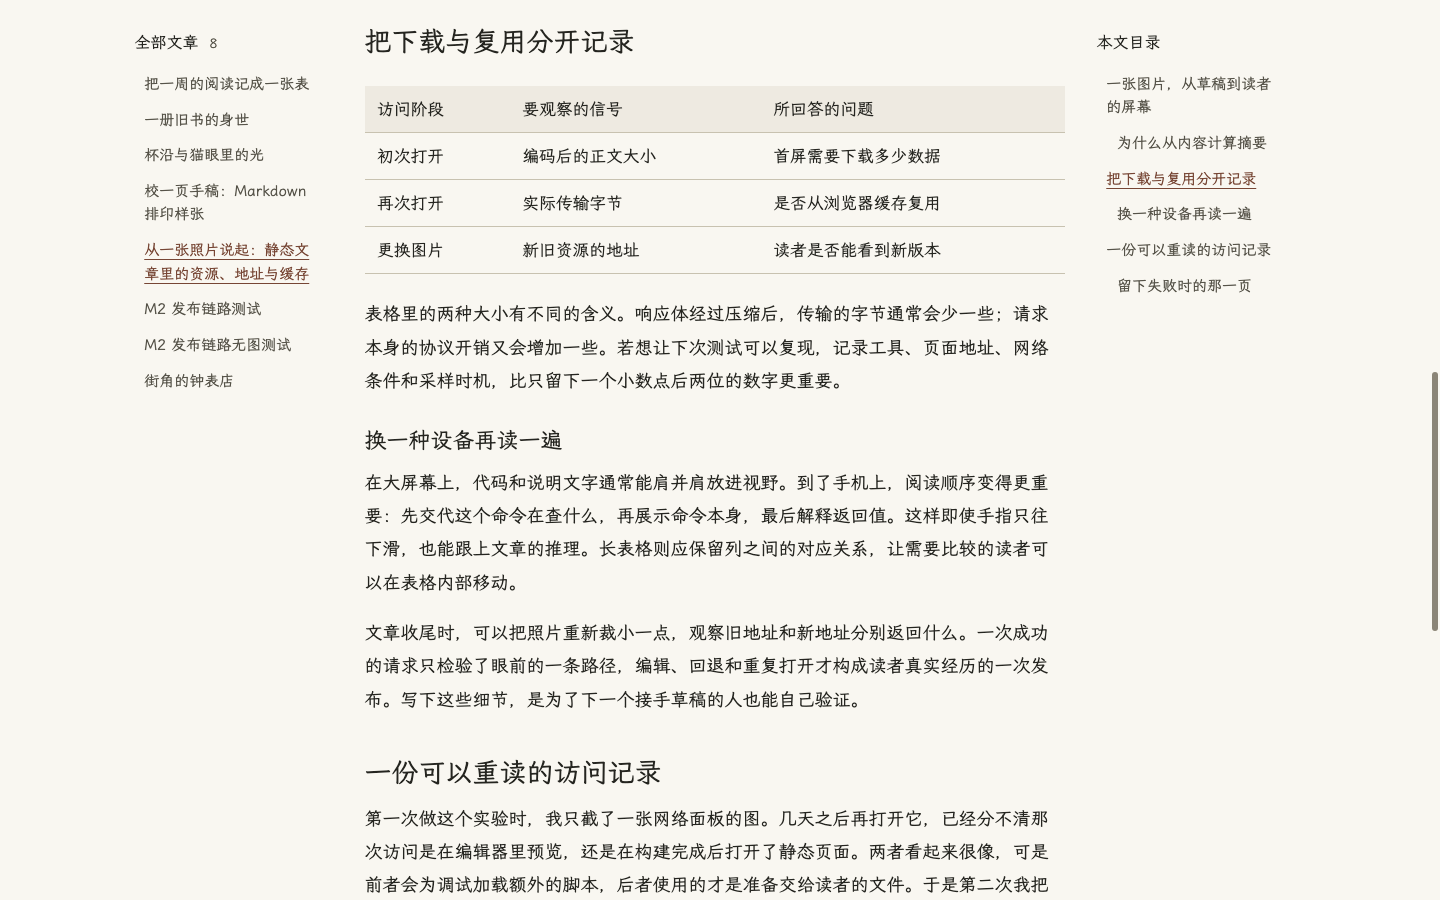 全部文章 8
把一周的阅读记成一张表
一册旧书的身世
杯沿与猫眼里的光
校一页手稿：Markdown
排印样张
从一张照片说起：静态文
章里的资源、地址与缓存
M2 发布链路测试
M2 发布链路无图测试
街角的钟表店
把下载与复用分开记录
访问阶段 要观察的信号 所回答的问题
初次打开 编码后的正文大小 首屏需要下载多少数据
再次打开 实际传输字节 是否从浏览器缓存复用
更换图片 新旧资源的地址 读者是否能看到新版本
表格里的两种大小有不同的含义。响应体经过压缩后，传输的字节通常会少一些；请求
本身的协议开销又会增加一些。若想让下次测试可以复现，记录工具、页面地址、网络
条件和采样时机，比只留下一个小数点后两位的数字更重要。
换一种设备再读一遍
在大屏幕上，代码和说明文字通常能肩并肩放进视野。到了手机上，阅读顺序变得更重
要：先交代这个命令在查什么，再展示命令本身，最后解释返回值。这样即使手指只往
下滑，也能跟上文章的推理。长表格则应保留列之间的对应关系，让需要比较的读者可
以在表格内部移动。
文章收尾时，可以把照片重新裁小一点，观察旧地址和新地址分别返回什么。一次成功
的请求只检验了眼前的一条路径，编辑、回退和重复打开才构成读者真实经历的一次发
布。写下这些细节，是为了下一个接手草稿的人也能自己验证。
一份可以重读的访问记录
第一次做这个实验时，我只截了一张网络面板的图。几天之后再打开它，已经分不清那
次访问是在编辑器里预览，还是在构建完成后打开了静态页面。两者看起来很像，可是
前者会为调试加载额外的脚本，后者使用的才是准备交给读者的文件。于是第二次我把
本文目录
一张图片，从草稿到读者
的屏幕
为什么从内容计算摘要
把下载与复用分开记录
换一种设备再读一遍
一份可以重读的访问记录
留下失败时的那一页